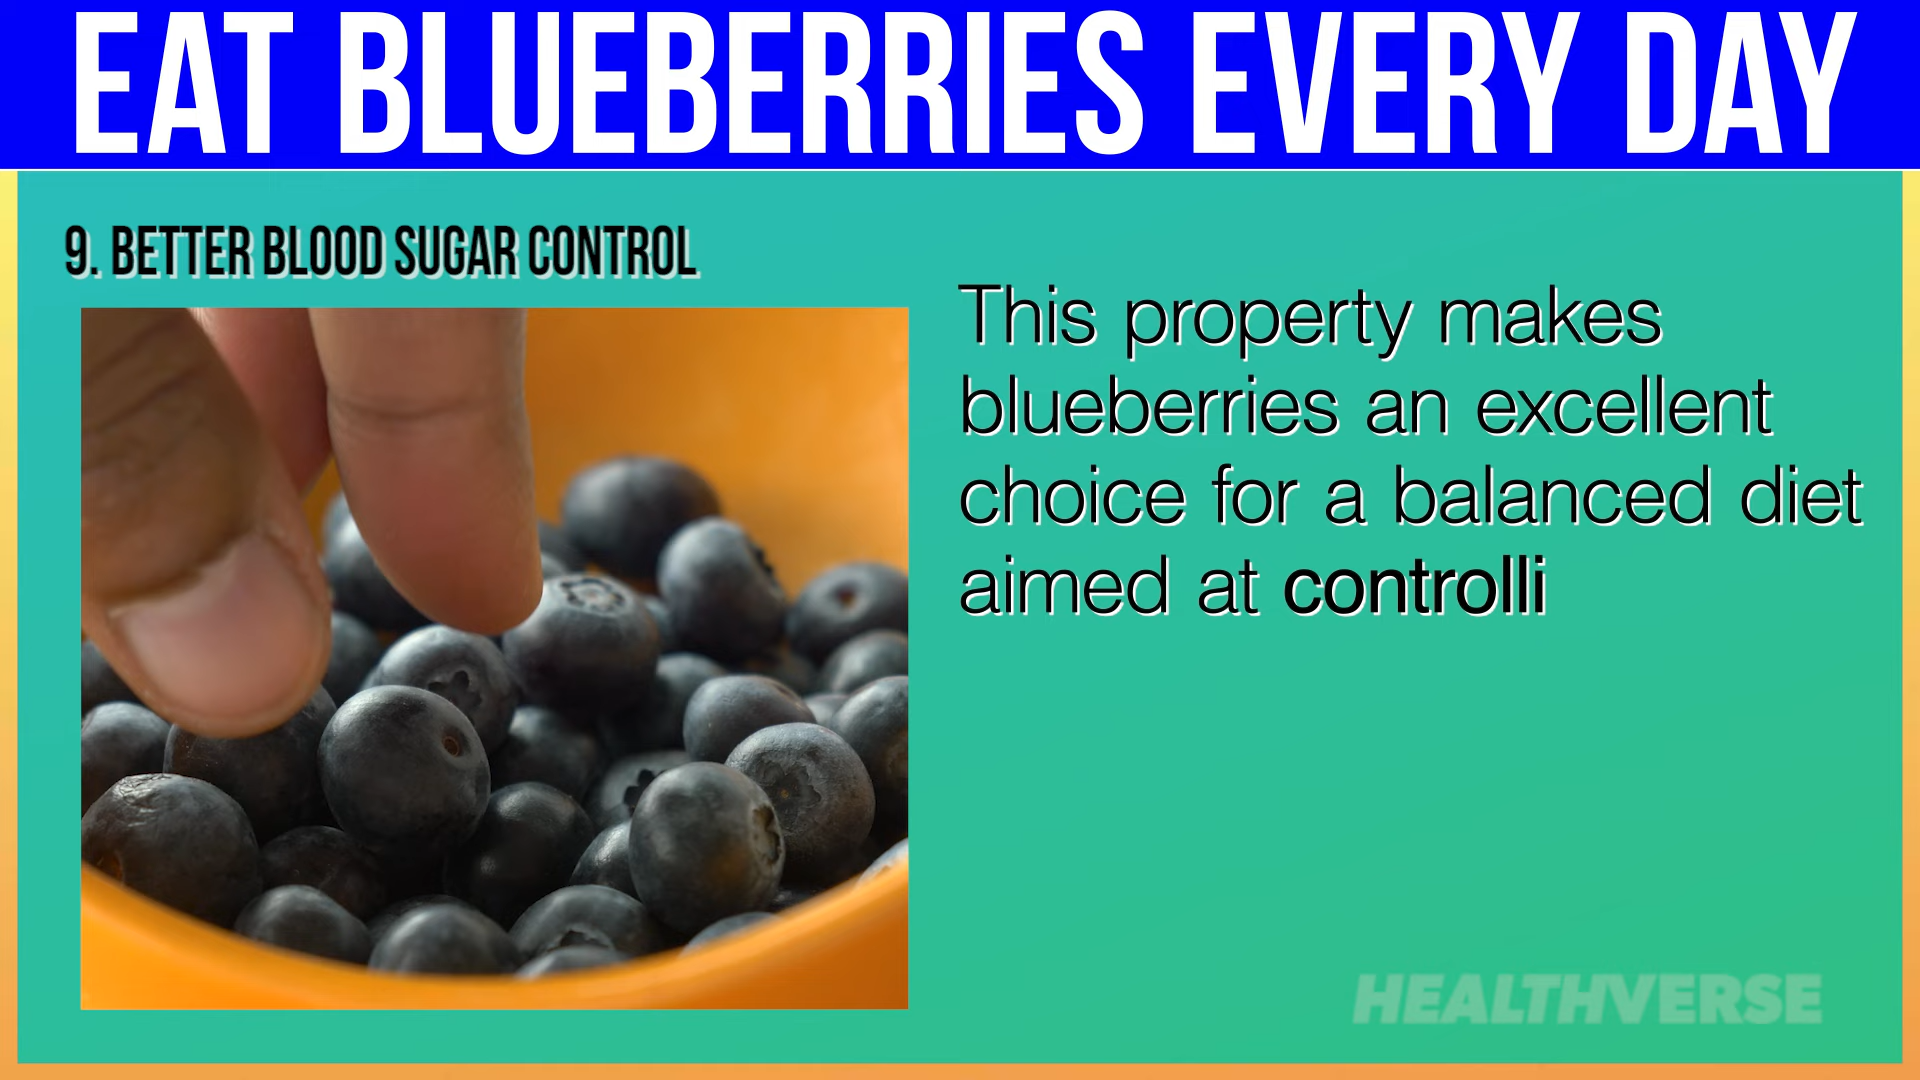 EAT BLUEBERRIES EVERY DAY
9. BETTER BLOOD SUGAR CONTROL
This property makes
blueberries an excellent
choice for a balanced diet
aimed at controlli
HEALTHVERSE